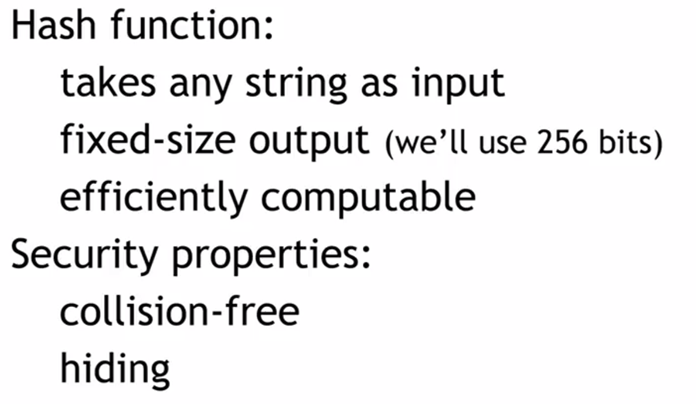 Hash function:
takes any string as input
fixed-size output (we'll use 256 bits)
efficiently computable
Security properties:
collision-free
hiding